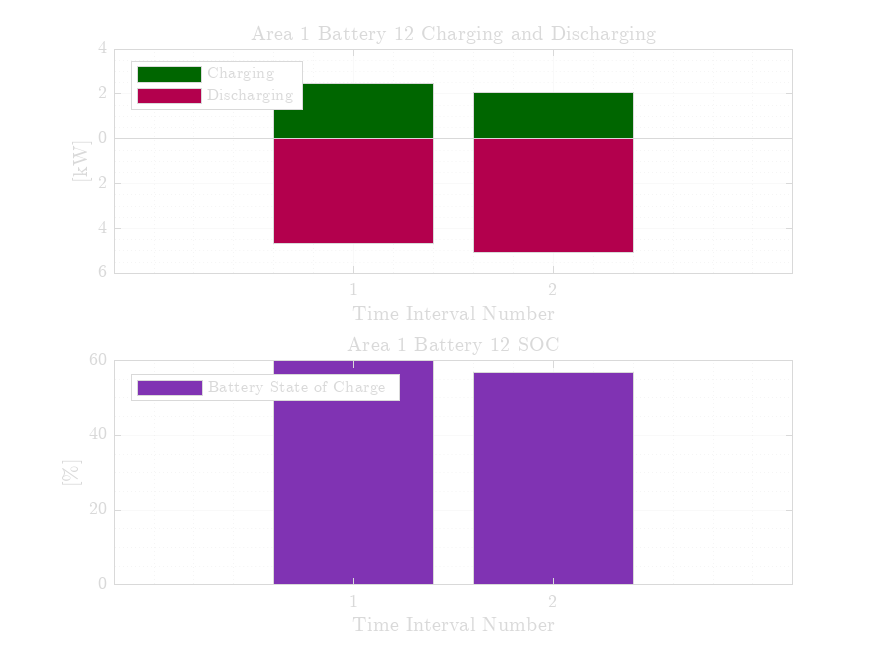 Area 1 Battery 12 Charging and Discharging
4
Charging
2
Discharging
0
[kW]
2
4
6
1 2
Time Interval Number
Area 1 Battery 12 SOC
60
Battery State of Charge
40
[%]
20
0
1 2
Time Interval Number